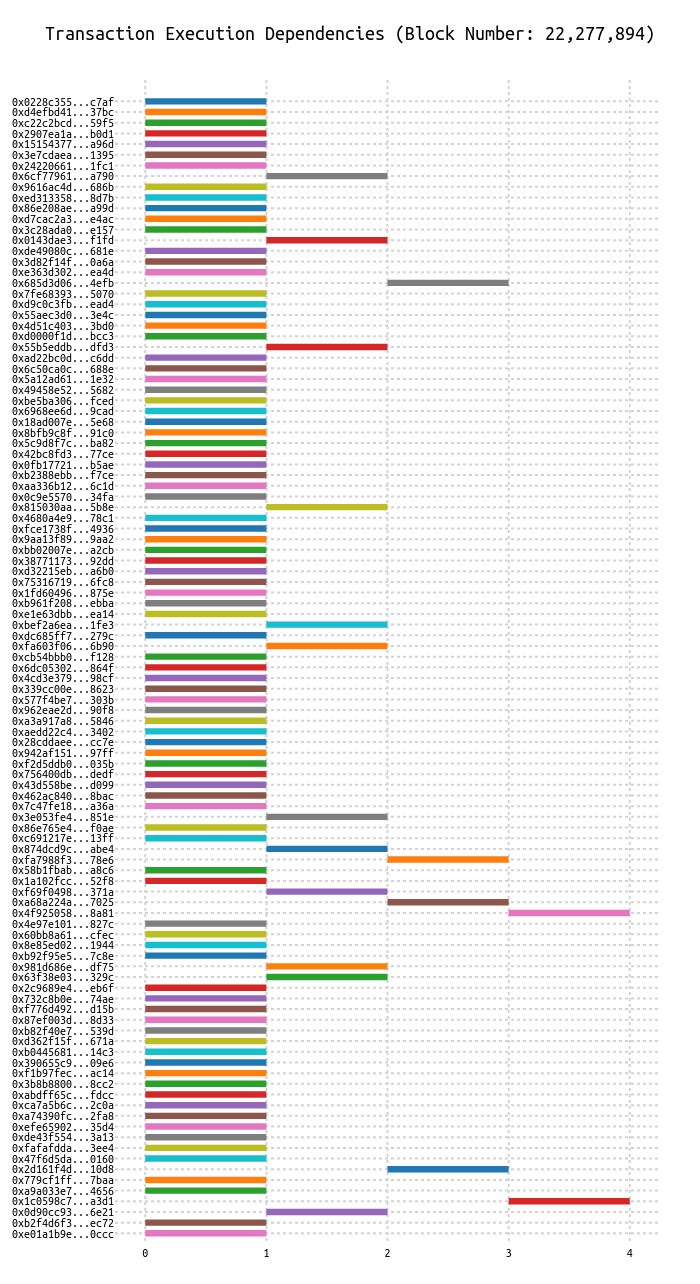 Transaction Execution Dependencies (Block Number: 22,277,894)
0x0228c355...c7af
0xd4efbd41...37bc
0xc22c2bcd...59f5
0x2907ea1a...b0d1
0x15154377...a96d
0x3e7cdaea...1395
0x24220661...1fc1
0x6cf77961...a790
0x9616ac4d...686b
0xed313358...8d7b
0x86e208ae...a99d
0xd7cac2a3...e4ac
0x3c28ada0...e157
0x0143dae3...f1fd
0xde49080c...681e
0x3d82f14f...0a6a
0xe363d302...ea4d
0x685d3d06...4efb
0x7fe68393...5070
0xd9c0c3fb...ead4
0x55aec3d0...3e4c
0x4d51c403...3bd0
0xd0000f1d...bcc3
0x55b5eddb...dfd3
0xad22bc0d...c6dd
0x6c50ca0c...688e
0x5a12ad61...1e32
0x49458e52...5682
0xbe5ba306...fced
0x6968ee6d...9cad
0x18ad007e...5e68
0x8bfb9c8f...91c0
0x5c9d8f7c...ba82
0x42bc8fd3...77ce
0x0fb17721...b5ae
0xb2388ebb...f7ce
0xaa336b12...6c1d
0x0c9e5570...34fa
0x815030aa...5b8e
0x4680a4e9...78c1
0xfce1738f...4936
0x9aa13f89...9aa2
0xbb02007e...a2cb
0x38771173...92dd
0xd32215eb...a6b0
0x75316719...6fc8
0x1fd60496...875e
0xb961f208...ebba
0xe1e63dbb...ea14
0xbef2a6ea...1fe3
0xdc685ff7...279c
0xfa603f06...6b90
0xcb54bbb0...f128
0x6dc05302...864f
0x4cd3e379...98cf
0x339cc00e...8623
0x577f4be7...303b
0x962eae2d...90f8
0xa3a917a8...5846
0xaedd22c4...3402
0x28cddaee...cc7e
0x942af151...97ff
0xf2d5ddb0...035b
0x756400db...dedf
0x43d558be...d099
0x462ac840...8bac
0x7c47fe18...a36a
0x3e053fe4...851e
0x86e765e4...f0ae
0xc691217e...13ff
0x874dcd9c...abe4
0xfa7988f3...78e6
0x58b1fbab...a8c6
0x1a102fcc...52f8
0xf69f0498...371a
0xa68a224a...7025
0x4f925058...8a81
0x4e97e101...827c
0x60bb8a61...cfec
0x8e85ed02...1944
0xb92f95e5...7c8e
0x981d686e...df75
0x63f38e03...329c
0x2c9689e4...eb6f
0x732c8b0e...74ae
0xf776d492...d15b
0x87ef003d...8d33
0xb82f40e7...539d
0xd362f15f...671a
0xb0445681...14c3
0x390655c9...09e6
0xf1b97fec...ac14
0x3b8b8800...8cc2
0xabdff65c...fdcc
0xca7a5b6c...2c0a
0xa74390fc...2fa8
0xefe65902...35d4
0xde43f554...3a13
0xfafafdda...3ee4
0x47f6d5da...0160
0x2d161f4d...10d8
0x779cf1ff...7baa
0xa9a033e7...4656
0x1c0598c7...a3d1
0x0d90cc93...6e21
0xb2f4d6f3...ec72
0xe01a1b9e...0ccc
0 1 2 3 4